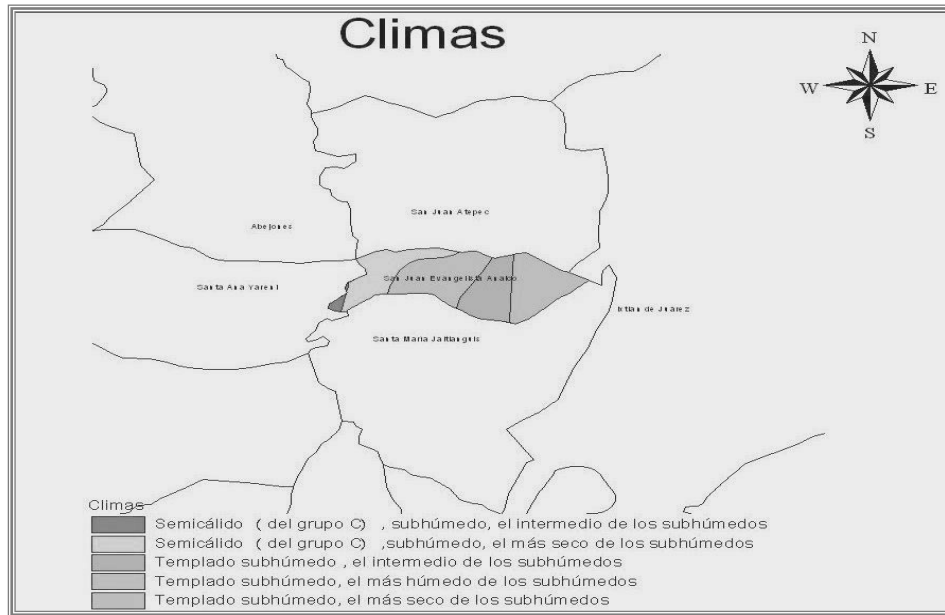 Climas
N
W E
S
San Juan Atepec
Abejones
San Juan Evangelista Analco
Santa Ana Yareni
Ixtlan de Juárez
Santa Maria Jaltianguis
Climas
Semicálido ( del grupo C) , subhúmedo, el intermedio de los subhúmedos
Semicálido ( del grupo C) ,subhúmedo, el más seco de los subhúmedos
Templado subhúmedo , el intermedio de los subhúmedos
Templado subhúmedo, el más húmedo de los subhúmedos
Templado subhúmedo, el más seco de los subhúmedos